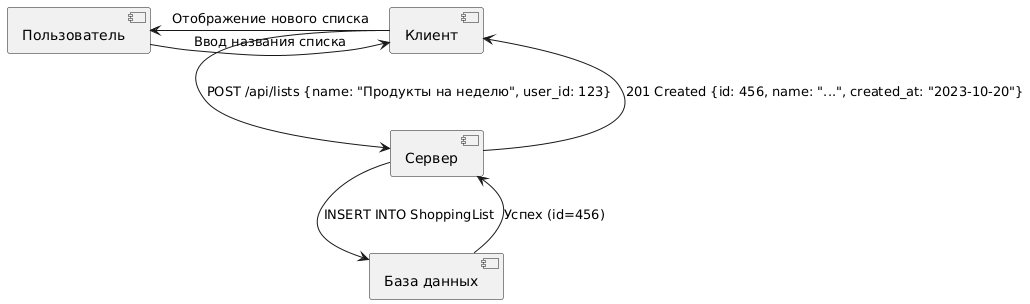 Отображение нового списка
Пользователь
Клиент
Ввод названия списка
POST /api/lists {name: "Продукты на неделю", user_id: 123}
201 Created {id: 456, name: "...", created_at: "2023-10-20"}
Сервер
INSERT INTO ShoppingList
Успех (id=456)
База данных